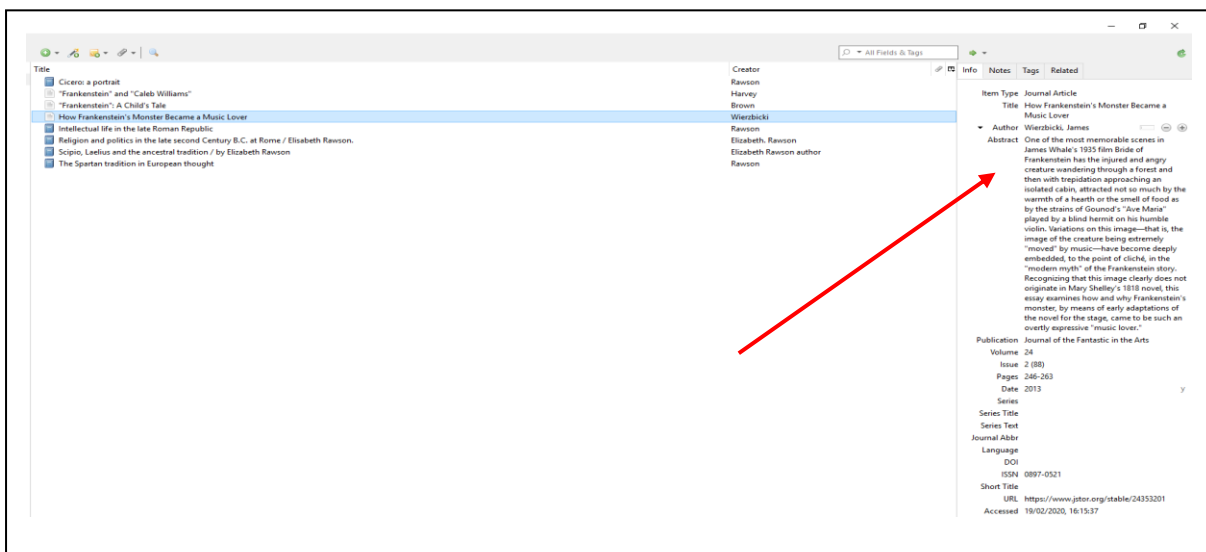 All Fields & Tags
Title Creator
Cicero: a portrait Rawson
"Frankenstein" and "Caleb Williams" Harvey
"Frankenstein": A Child's Tale Brown
How Frankenstein's Monster Became a Music Lover Wierzbicki
Intellectual life in the late Roman Republic Rawson
Religion and politics in the late second Century B.C. at Rome / Elisabeth Rawson. Elizabeth. Rawson
Scipio, Laelius and the ancestral tradition / by Elizabeth Rawson Elizabeth Rawson author
The Spartan tradition in European thought Rawson
Info Notes Tags Related
Item Type Journal Article
Title How Frankenstein's Monster Became a
Music Lover
Author Wierzbicki, James
Abstract One of the most memorable scenes in
James Whale's 1935 film Bride of
Frankenstein has the injured and angry
creature wandering through a forest and
then with trepidation approaching an
isolated cabin, attracted not so much by the
warmth of a hearth or the smell of food as
by the strains of Gounod's "Ave Maria"
played by a blind hermit on his humble
violin. Variations on this image—that is, the
image of the creature being extremely
"moved" by music—have become deeply
embedded, to the point of cliché, in the
"modern myth" of the Frankenstein story.
Recognizing that this image clearly does not
originate in Mary Shelley's 1818 novel, this
essay examines how and why Frankenstein's
monster, by means of early adaptations of
the novel for the stage, came to be such an
overtly expressive "music lover."
Publication Journal of the Fantastic in the Arts
Volume 24
Issue 2 (88)
Pages 246-263
Date 2013 y
Series
Series Title
Series Text
Journal Abbr
Language
DOI
ISSN 0897-0521
Short Title
URL https://www.jstor.org/stable/24353201
Accessed 19/02/2020, 16:15:37